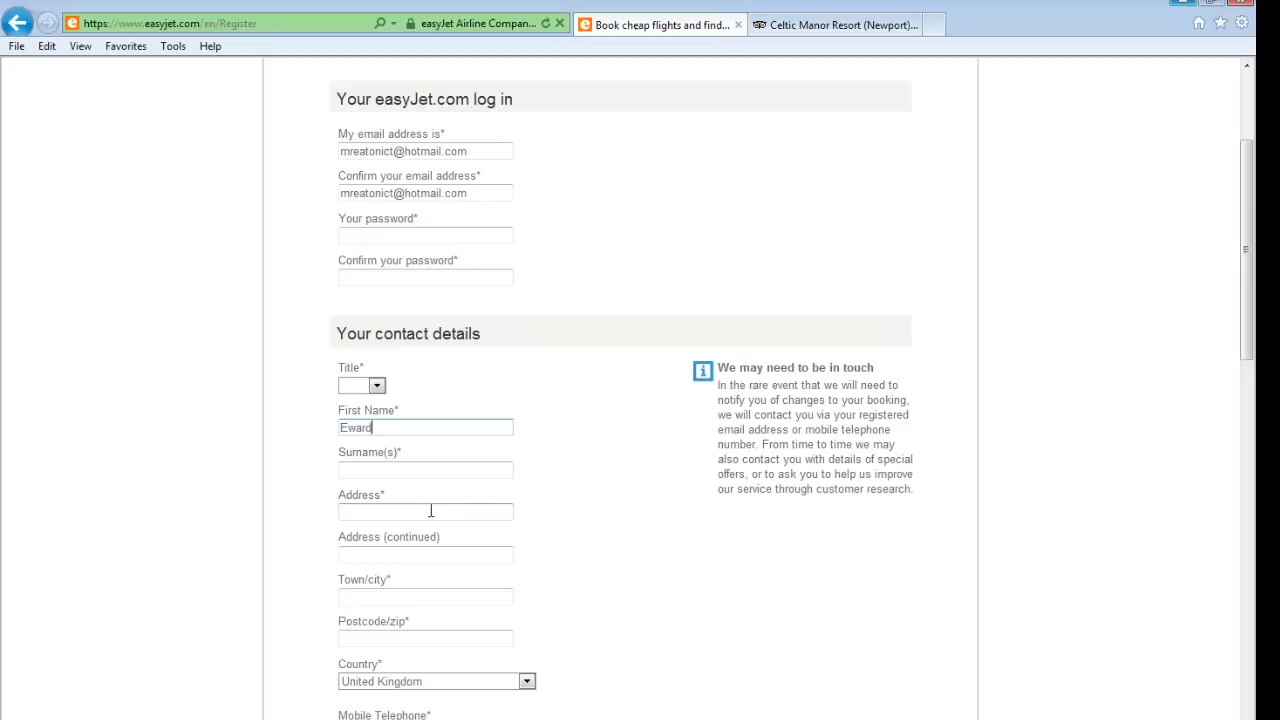 https://www.easyjet.com/en/Register
easyJet Airline Compan...
Book cheap flights and find...
Celtic Manor Resort (Newport)...
File Edit View Favorites Tools Help
Your easyJet.com log in
My email address is*
mreatonict@hotmail.com
Confirm your email address*
mreatonict@hotmail.com
Your password*
Confirm your password*
Your contact details
Title*
First Name*
Eward
Surname(s)*
Address*
Address (continued)
Town/city*
Postcode/zip*
Country*
United Kingdom
Mobile Telephone*
We may need to be in touch
In the rare event that we will need to
notify you of changes to your booking,
we will contact you via your registered
email address or mobile telephone
number. From time to time we may
also contact you with details of special
offers, or to ask you to help us improve
our service through customer research.